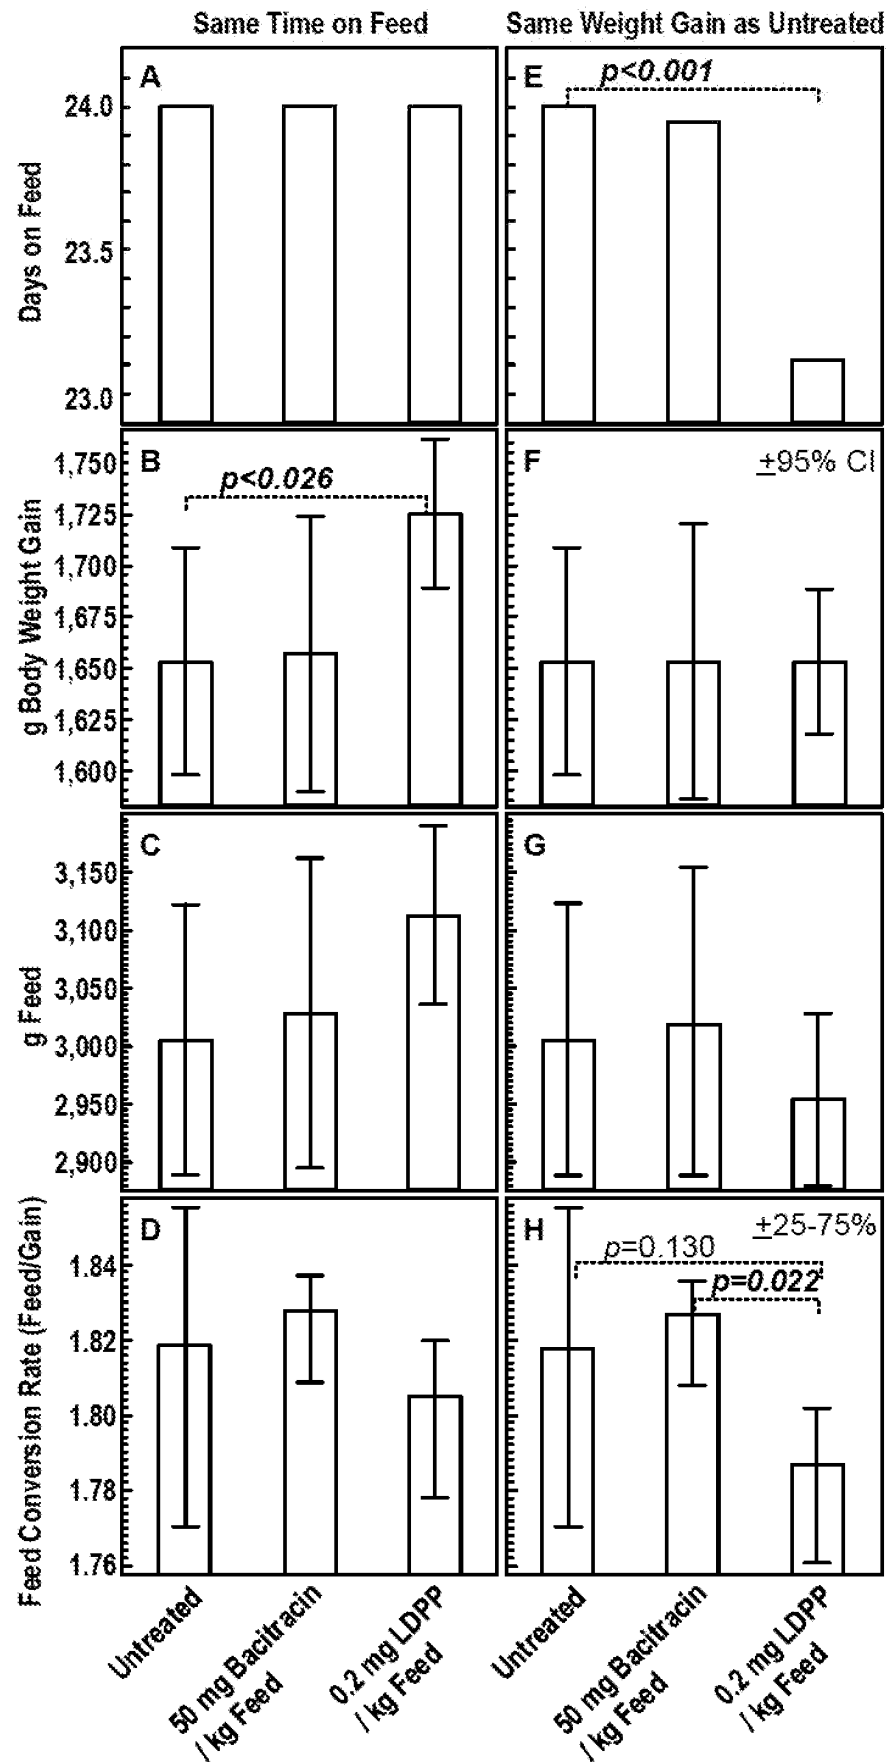 Same Time on Feed
Same Weight Gain as Untreated
Days on Feed
24.0
23.5
23.0
A
E
p<0.001
g Body Weight Gain
1,750
1,725
1,700
1,675
1,650
1,625
1,600
B
p<0.026
F
±95% CI
g Feed
3,150
3,100
3,050
3,000
2,950
2,900
C
G
Feed Conversion Rate (Feed/Gain)
1.84
1.82
1.80
1.78
1.76
D
H
±25-75%
p=0.130
p=0.022
Untreated
50 mg Bacitracin
/ kg Feed
0.2 mg LDPP
/ kg Feed
Untreated
50 mg Bacitracin
/ kg Feed
0.2 mg LDPP
/ kg Feed